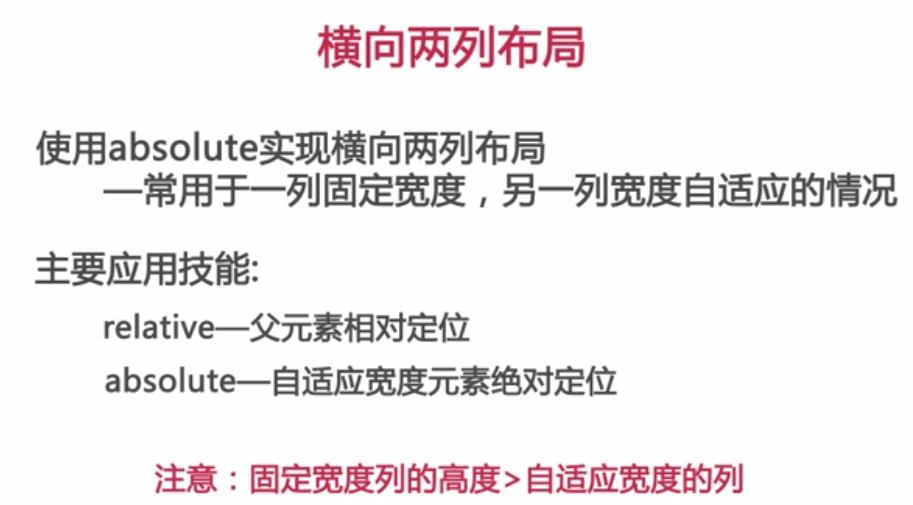 横向两列布局
使用absolute实现横向两列布局
—常用于一列固定宽度，另一列宽度自适应的情况
主要应用技能:
relative—父元素相对定位
absolute—自适应宽度元素绝对定位
注意：固定宽度列的高度>自适应宽度的列